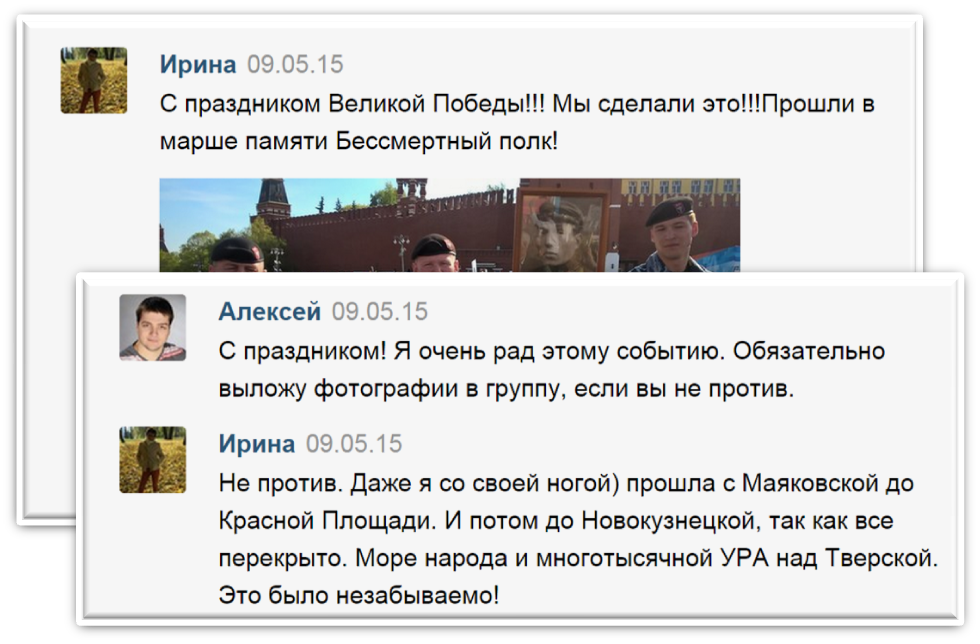 Ирина 09.05.15
С праздником Великой Победы!!! Мы сделали это!!!Прошли в
марше памяти Бессмертный полк!
Алексей 09.05.15
С праздником! Я очень рад этому событию. Обязательно
выложу фотографии в группу, если вы не против.
Ирина 09.05.15
Не против. Даже я со своей ногой) прошла с Маяковской до
Красной Площади. И потом до Новокузнецкой, так как все
перекрыто. Море народа и многотысячной УРА над Тверской.
Это было незабываемо!